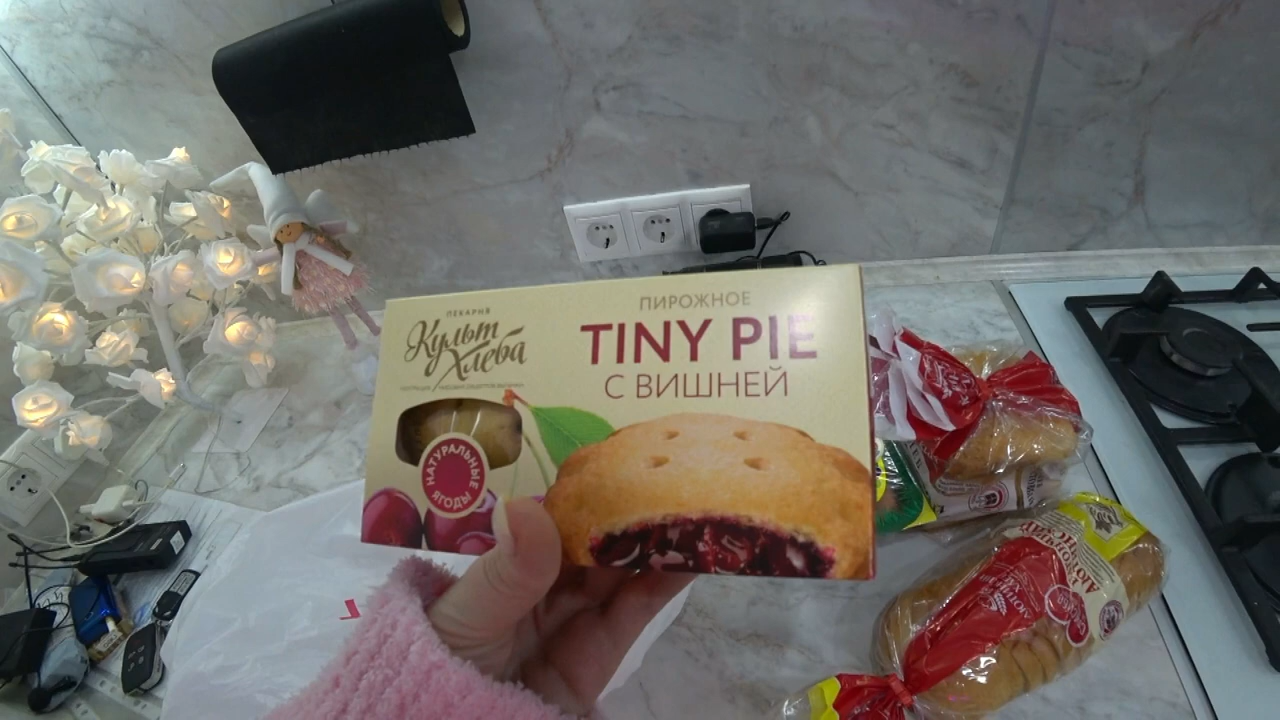 ПЕКАРНЯ
Культ
Хлеба
ПИРОЖНОЕ
TINY PIE
С ВИШНЕЙ
НАТУРАЛЬНЫЕ
ЯГОДЫ